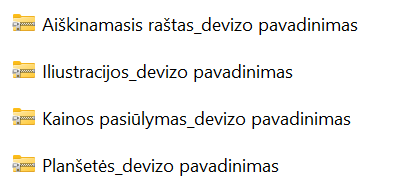 Aiškinamasis raštas_devizo pavadinimas
Iliustracijos_devizo pavadinimas
Kainos pasiūlymas_devizo pavadinimas
Planšetės_devizo pavadinimas